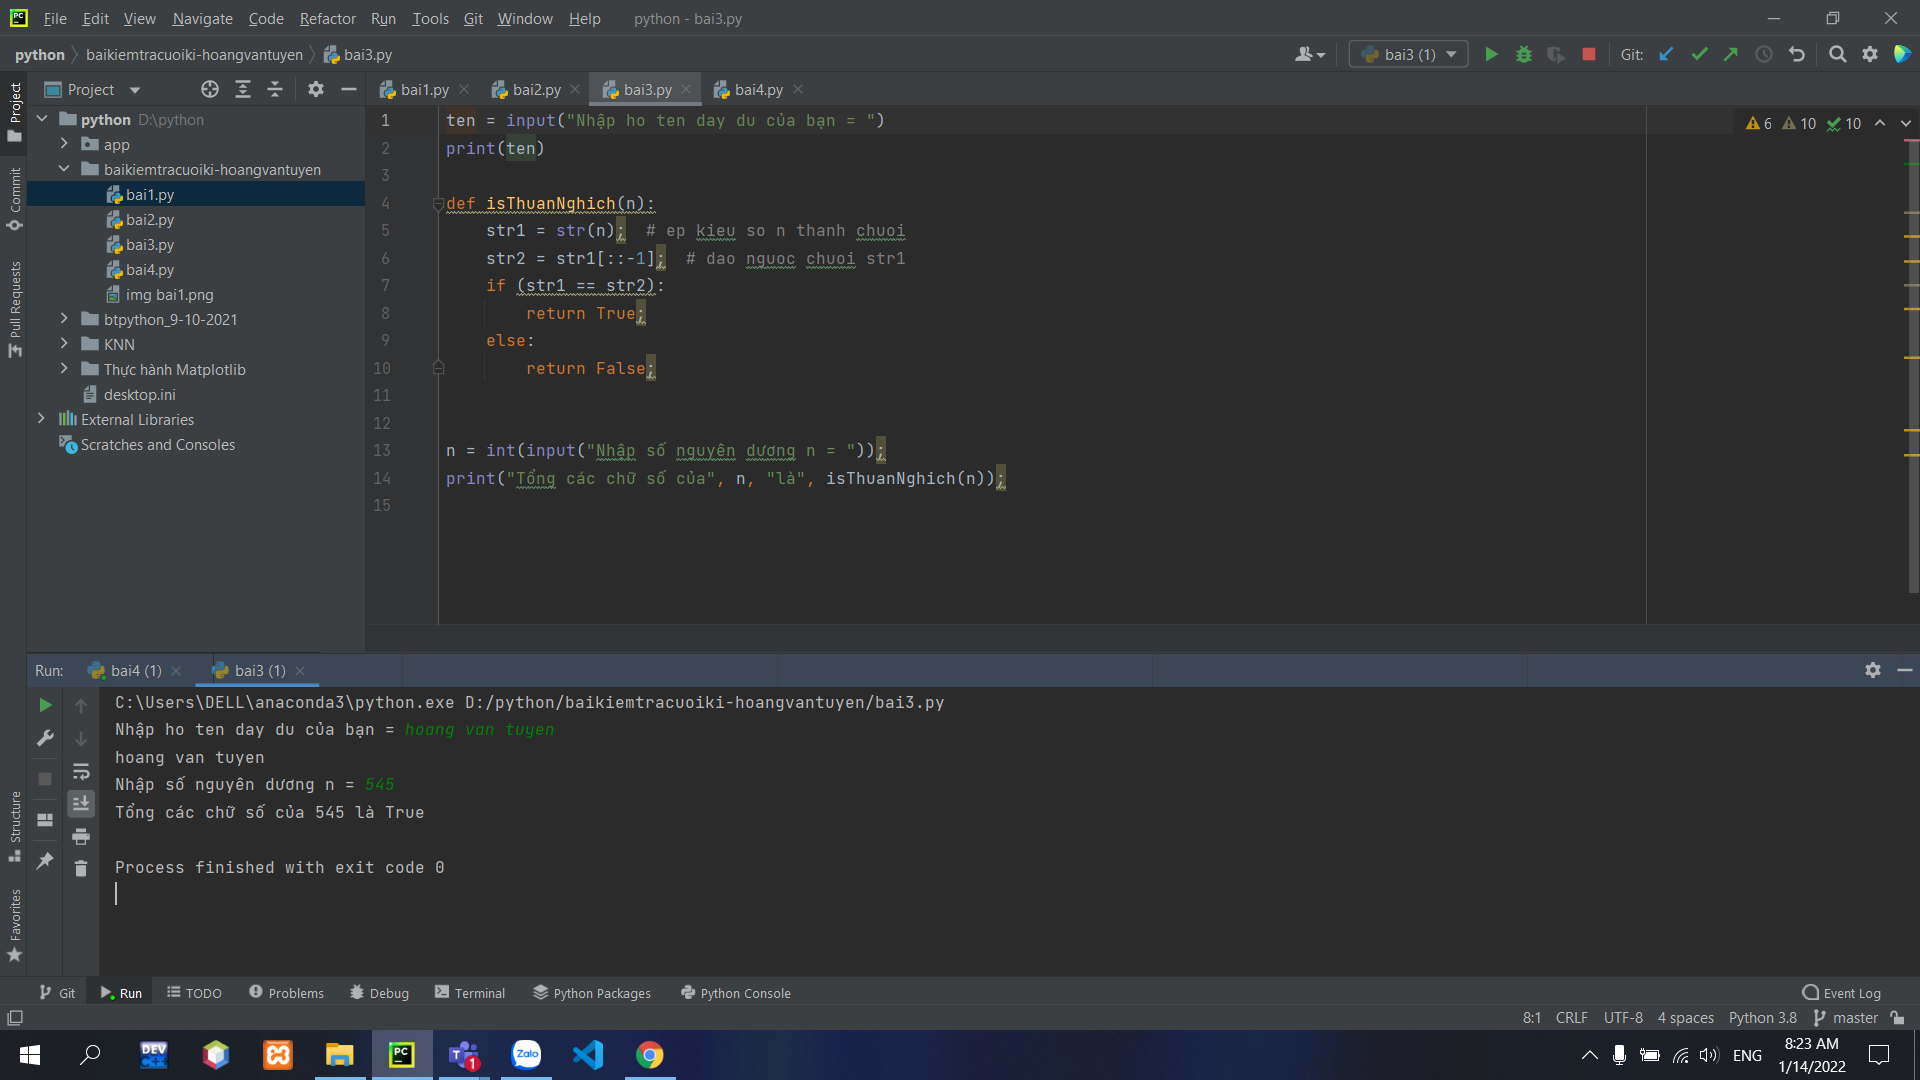 File Edit View Navigate Code Refactor Run Tools Git Window Help python - bai3.py
python baikiemtracuoiki-hoangvantuyen bai3.py bai3 (1) Git:
Project bai1.py bai2.py bai3.py bai4.py
Project
Commit
Pull Requests
python D:\python
app
baikiemtracuoiki-hoangvantuyen
bai1.py
bai2.py
bai3.py
bai4.py
img bai1.png
btpython_9-10-2021
KNN
Thực hành Matplotlib
desktop.ini
External Libraries
Scratches and Consoles
6 10 10
1 ten = input("Nhập ho ten day du của bạn = ")
2 print(ten)
3
4 def isThuanNghich(n):
5 str1 = str(n); # ep kieu so n thanh chuoi
6 str2 = str1[::-1]; # dao nguoc chuoi str1
7 if (str1 == str2):
8 return True;
9 else:
10 return False;
11
12
13 n = int(input("Nhập số nguyên dương n = "));
14 print("Tổng các chữ số của", n, "là", isThuanNghich(n));
15
Run: bai4 (1) bai3 (1)
C:\Users\DELL\anaconda3\python.exe D:/python/baikiemtracuoiki-hoangvantuyen/bai3.py
Nhập ho ten day du của bạn = hoang van tuyen
hoang van tuyen
Nhập số nguyên dương n = 545
Tổng các chữ số của 545 là True
Process finished with exit code 0
Structure
Favorites
Git Run TODO Problems Debug Terminal Python Packages Python Console Event Log
8:1 CRLF UTF-8 4 spaces Python 3.8 master
DEV C++ PC T 1 Zalo ENG 8:23 AM
1/14/2022